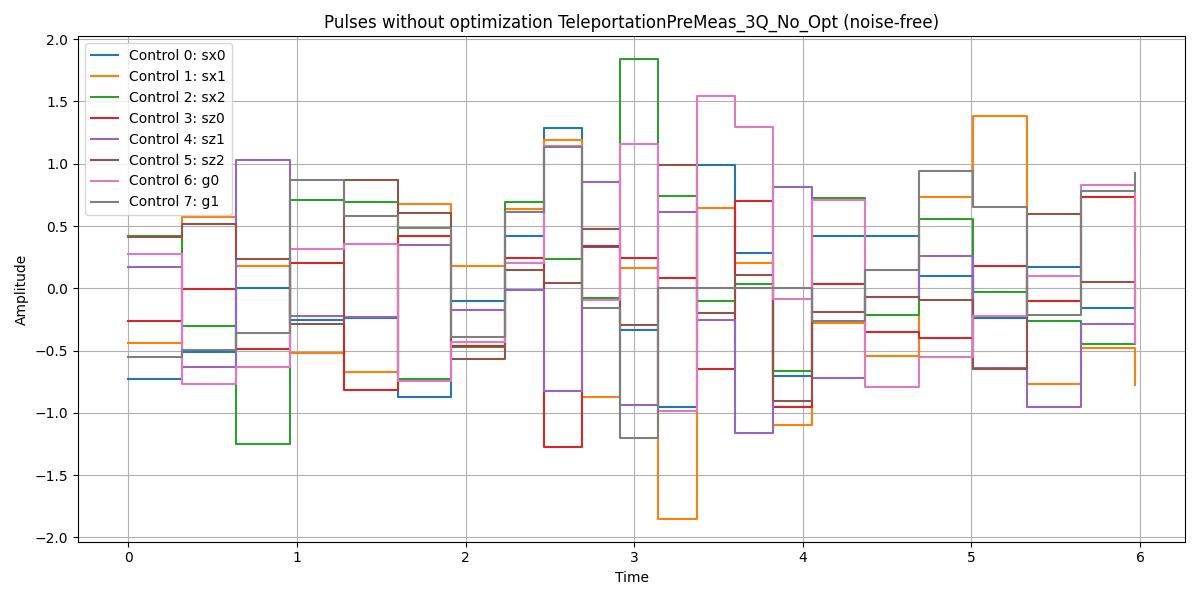 Pulses without optimization TeleportationPreMeas_3Q_No_Opt (noise-free)
Control 0: sx0
Control 1: sx1
Control 2: sx2
Control 3: sz0
Control 4: sz1
Control 5: sz2
Control 6: g0
Control 7: g1
2.0
1.5
1.0
0.5
0.0
−0.5
−1.0
−1.5
−2.0
Amplitude
0 1 2 3 4 5 6
Time